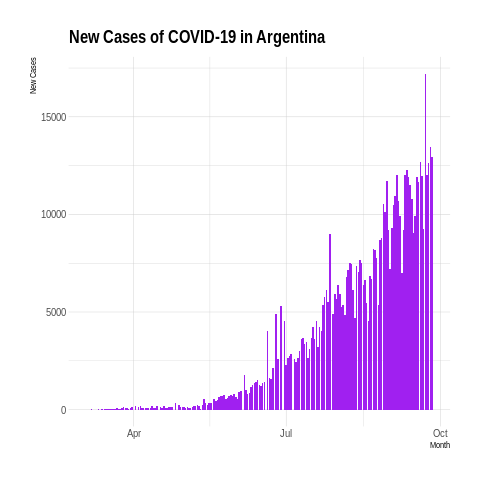 New Cases of COVID-19 in Argentina
New Cases
15000
10000
5000
0
Apr
Jul
Oct
Month